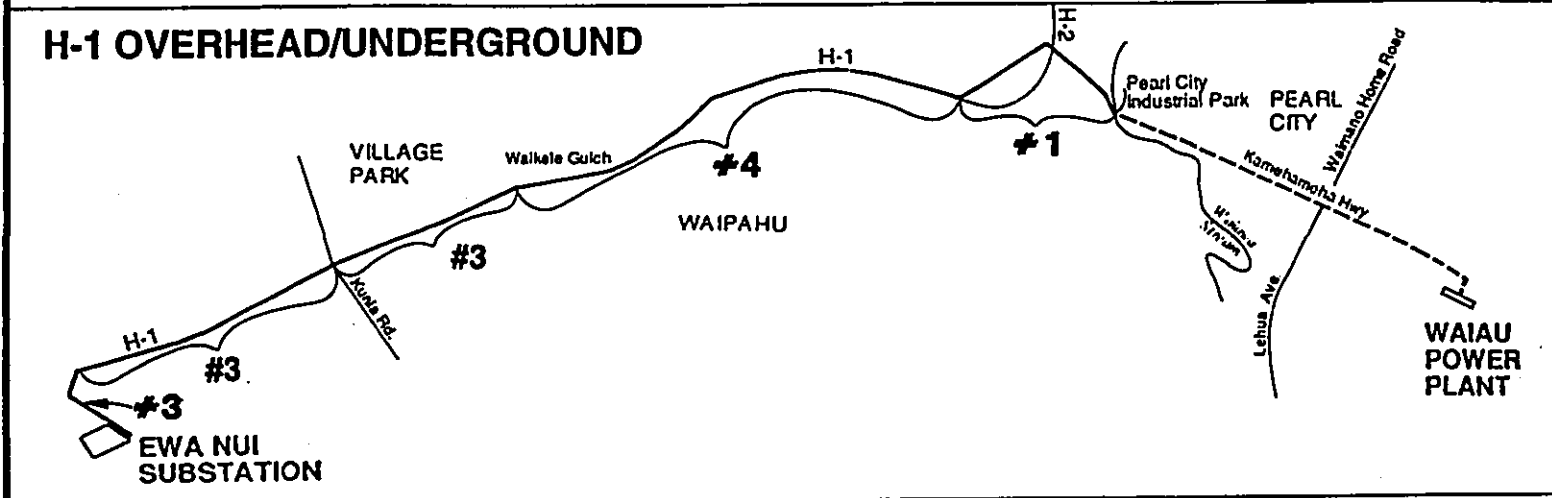 H-1 OVERHEAD/UNDERGROUND
H-2
H-1
Pearl City
Industrial Park
PEARL
CITY
Waimano Home Road
VILLAGE
PARK
Waikele Gulch
#4
#1
Kamehameha Hwy
WAIPAHU
#3
Kunia Rd.
H-1
#3
Lehua Ave.
WAIAU
POWER
PLANT
#3
EWA NUI
SUBSTATION